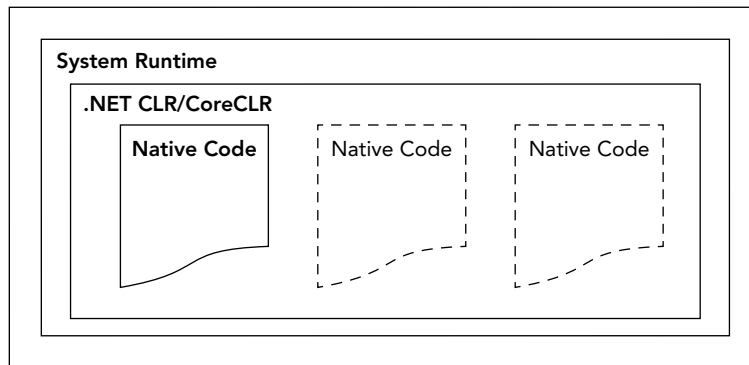 System Runtime
.NET CLR/CoreCLR
Native Code
Native Code
Native Code